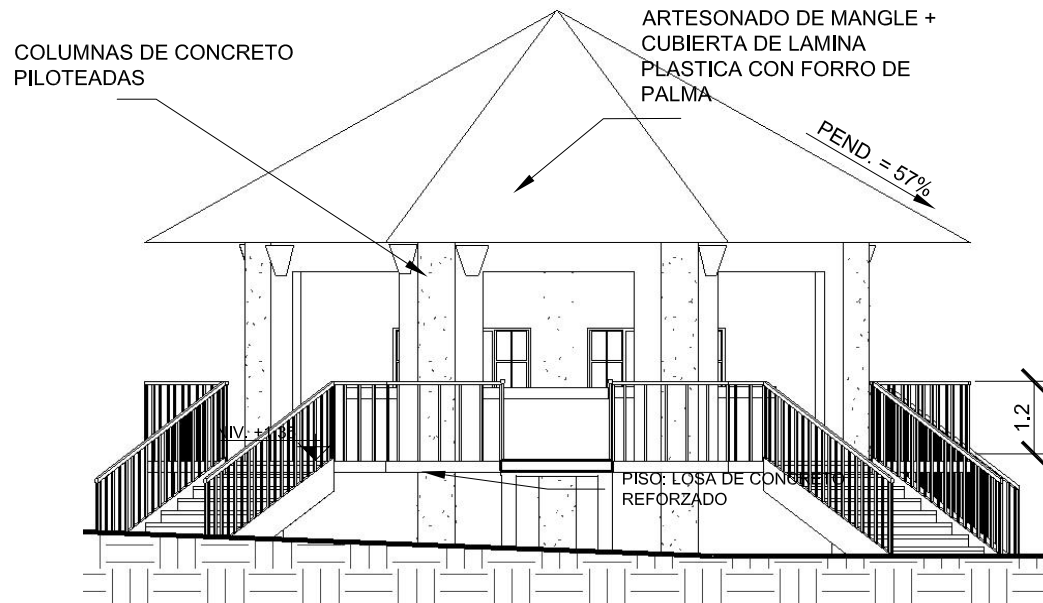 COLUMNAS DE CONCRETO
PILOTEADAS
ARTESONADO DE MANGLE +
CUBIERTA DE LAMINA
PLASTICA CON FORRO DE
PALMA
PEND. = 57%
1.2
PISO: LOSA DE CONCRETO
REFORZADO